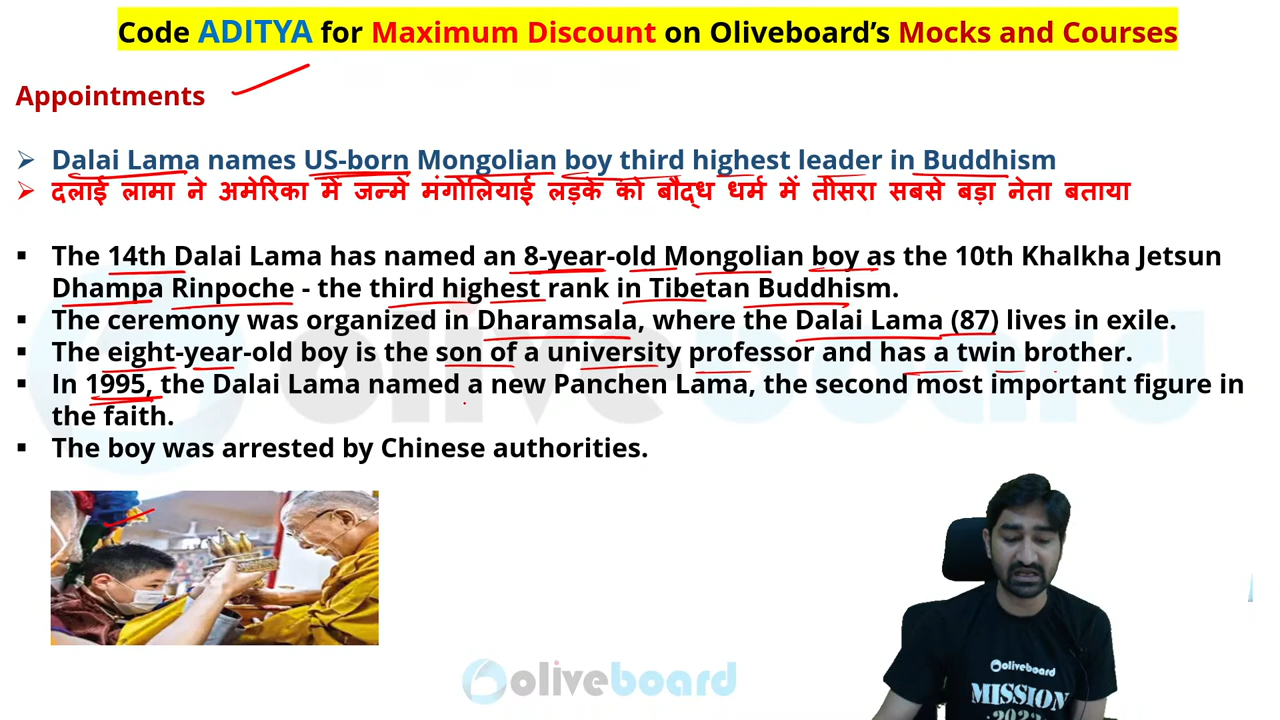 Code ADITYA for Maximum Discount on Oliveboard's Mocks and Courses
Appointments
➢ Dalai Lama names US-born Mongolian boy third highest leader in Buddhism
➢ दलाई लामा ने अमेरिका में जन्मे मंगोलियाई लड़के को बौद्ध धर्म में तीसरा सबसे बड़ा नेता बताया
▪ The 14th Dalai Lama has named an 8-year-old Mongolian boy as the 10th Khalkha Jetsun
Dhampa Rinpoche - the third highest rank in Tibetan Buddhism.
▪ The ceremony was organized in Dharamsala, where the Dalai Lama (87) lives in exile.
▪ The eight-year-old boy is the son of a university professor and has a twin brother.
▪ In 1995, the Dalai Lama named a new Panchen Lama, the second most important figure in
the faith.
▪ The boy was arrested by Chinese authorities.
oliveboard
oliveboard
oliveboard
MISSION
2023